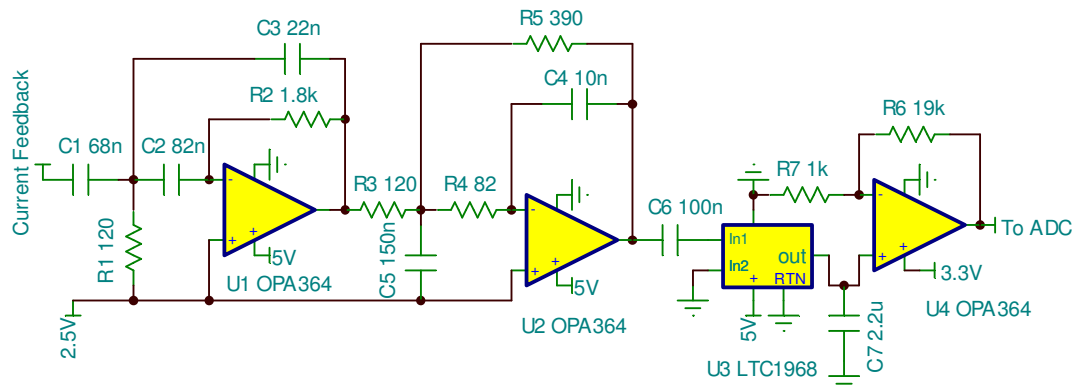 R5 390
C3 22n
C4 10n
R2 1.8k
R6 19k
Current Feedback
C1 68n
C2 82n
R7 1k
-
R3 120
R4 82
-
C6 100n
-
To ADC
R1 120
+
+
5V
C5 150n
In1
In2
out
+
RTN
+
+
3.3V
U1 OPA364
+
+
5V
U4 OPA364
2.5V
U2 OPA364
5V
C7 2.2u
U3 LTC1968